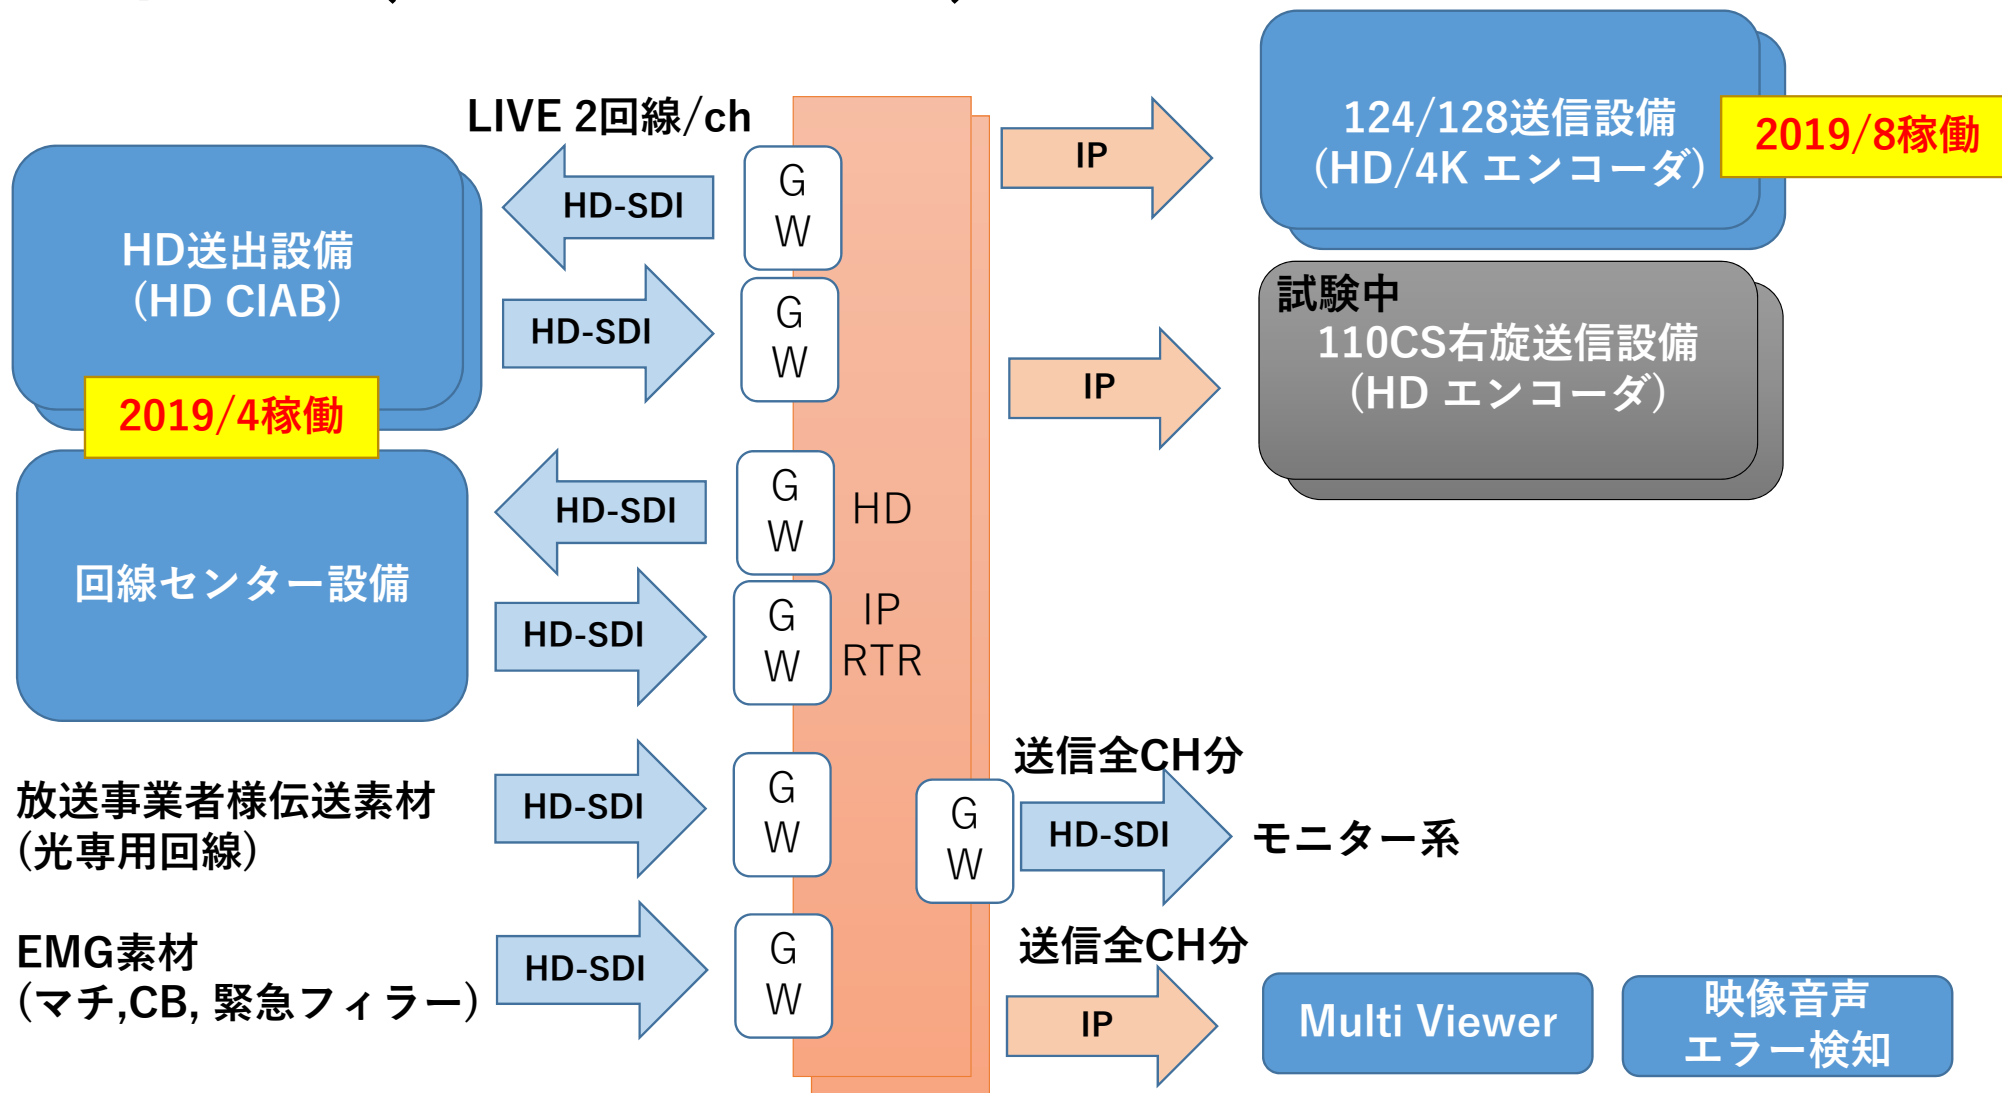 LIVE 2回線/ch
HD-SDI
G
W
HD送出設備
(HD CIAB)
HD-SDI
G
W
2019/4稼働
HD-SDI
G
W
回線センター設備
HD-SDI
G
W
HD
IP
RTR
放送事業者様伝送素材
(光専用回線)
HD-SDI
G
W
EMG素材
(マチ,CB, 緊急フィラー)
HD-SDI
G
W
IP
124/128送信設備
(HD/4K エンコーダ)
2019/8稼働
IP
試験中
110CS右旋送信設備
(HD エンコーダ)
送信全CH分
G
W
HD-SDI
モニター系
送信全CH分
IP
Multi Viewer
映像音声
エラー検知